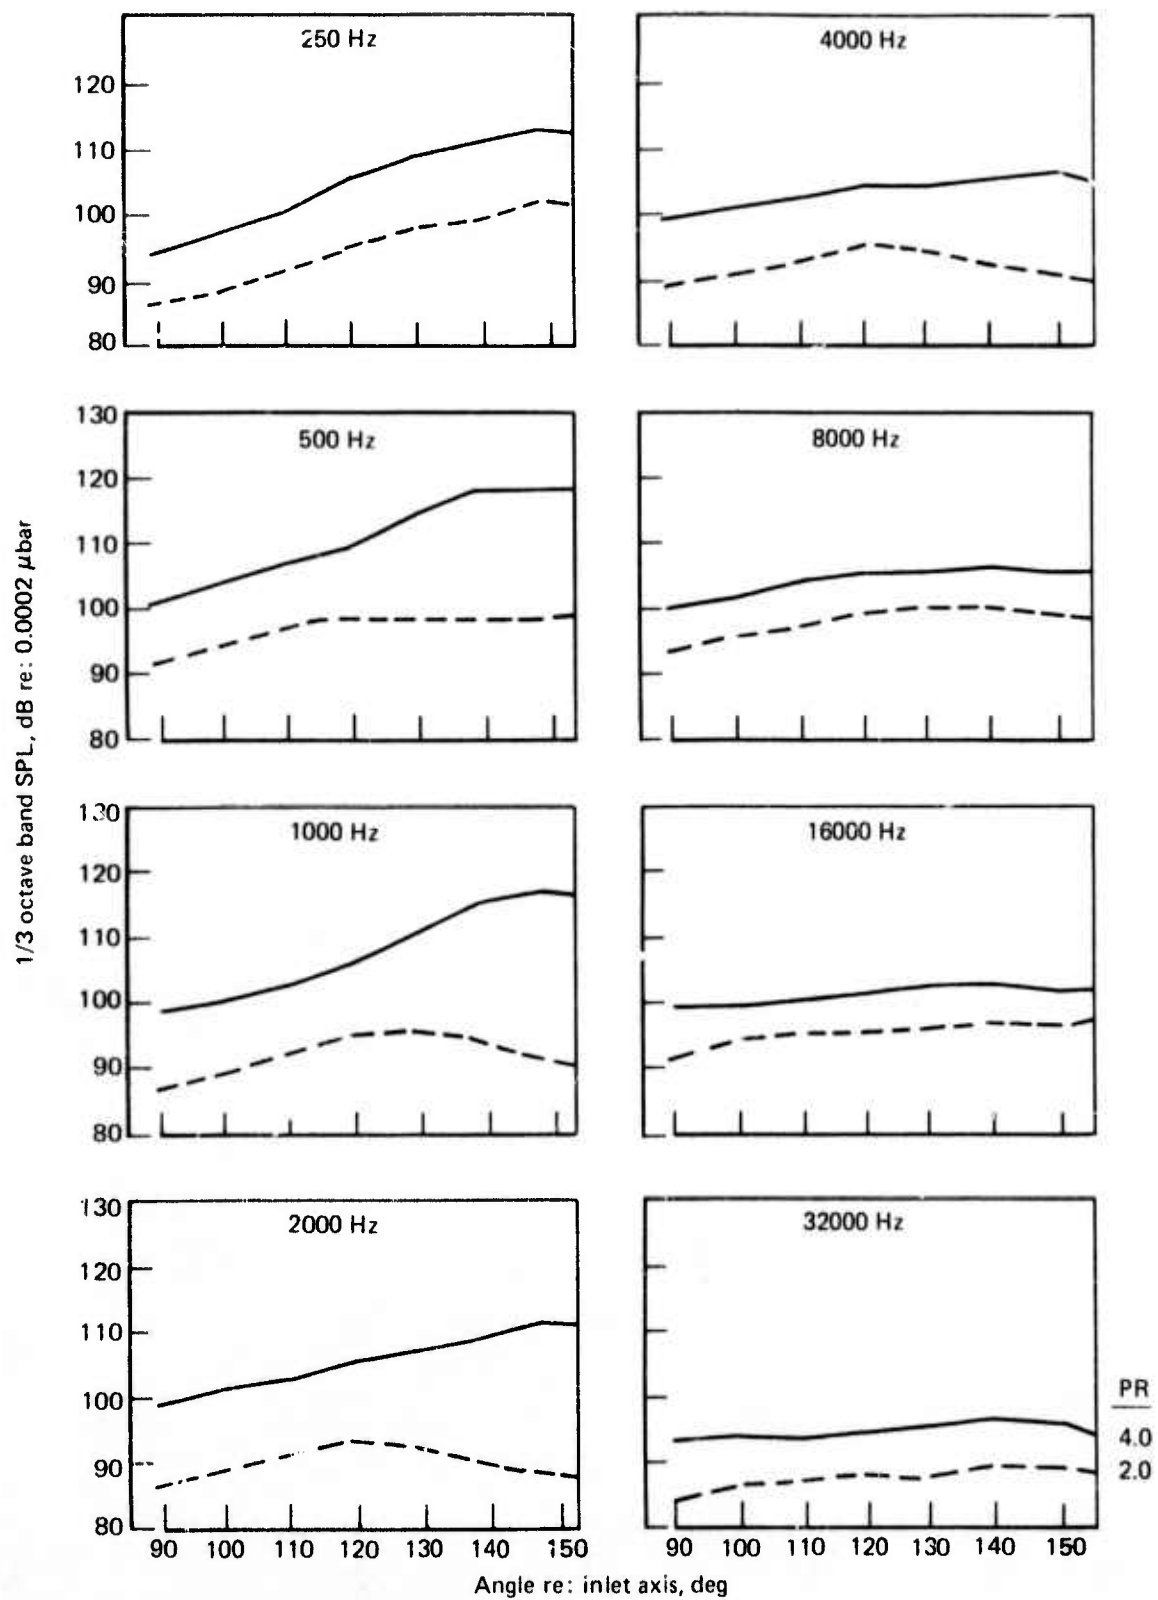 250 Hz
120
110
100
90
80
4000 Hz
500 Hz
130
120
110
100
90
80
8000 Hz
1/3 octave band SPL, dB re: 0.0002 μbar
1000 Hz
130
120
110
100
90
80
16000 Hz
2000 Hz
130
120
110
100
90
80
90 100 110 120 130 140 150
32000 Hz
90 100 110 120 130 140 150
PR
4.0
2.0
Angle re: inlet axis, deg